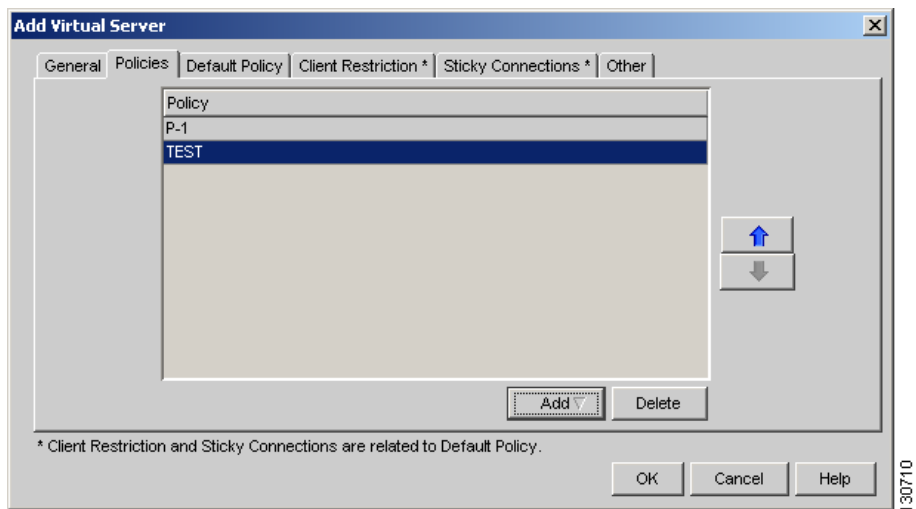 Add Virtual Server
General Policies Default Policy Client Restriction * Sticky Connections * Other
Policy
P-1
TEST
Add Delete
* Client Restriction and Sticky Connections are related to Default Policy.
OK Cancel Help
130710